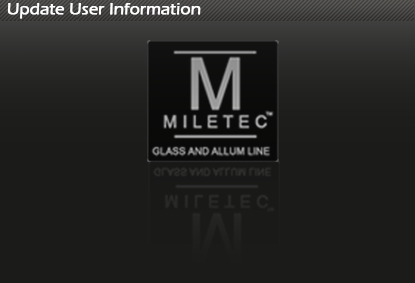 Update User Information
M
MILETEC™
GLASS AND ALLUM LINE